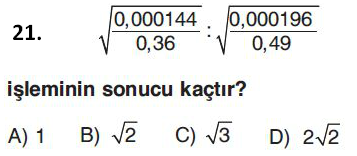 21. √(0,000144 / 0,36) : √(0,000196 / 0,49)
işleminin sonucu kaçtır?
A) 1 B) √2 C) √3 D) 2√2